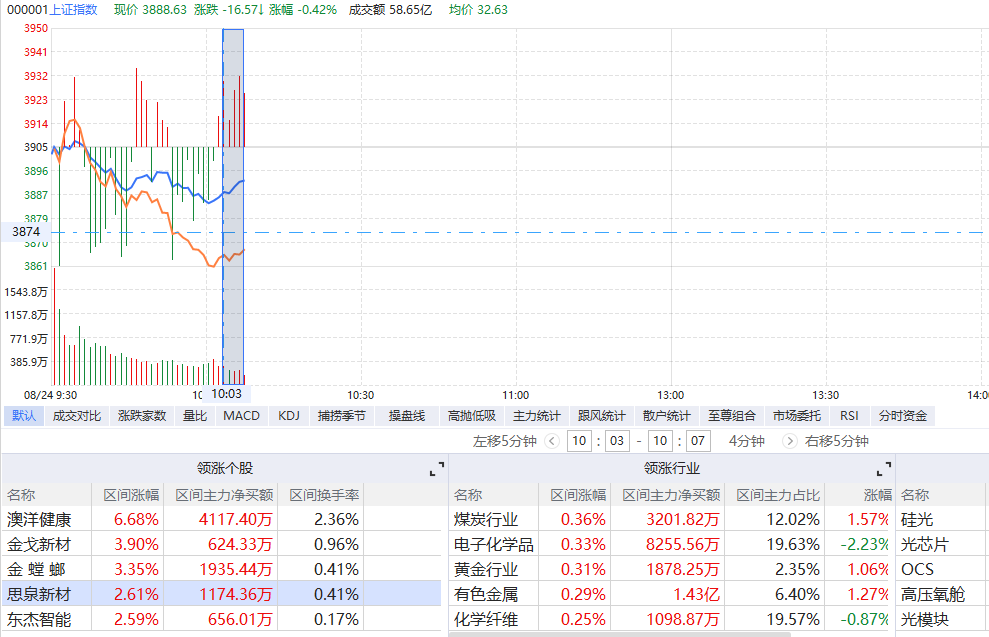 000001上证指数 现价 3888.63 涨跌 -16.57↓ 涨幅 -0.42% 成交额 58.65亿 均价 32.63
3950
3941
3932
3923
3914
3905
3896
3887
3879
3874
3870
3861
1543.8万
1157.8万
771.9万
385.9万
08/24 9:30 10 10:03 10:30 11:00 13:00 13:30 14:0
默认 成交对比 涨跌家数 量比 MACD KDJ 捕捞季节 操盘线 高抛低吸 主力统计 跟风统计 散户统计 至尊组合 市场委托 RSI 分时资金
左移5分钟 10 : 03 - 10 : 07 4分钟 右移5分钟
领涨个股 领涨行业
名称 区间涨幅 区间主力净买额 区间换手率 名称 区间涨幅 区间主力净买额 区间主力占比 涨幅 名称
澳洋健康 6.68% 4117.40万 2.36% 煤炭行业 0.36% 3201.82万 12.02% 1.57% 硅光
金戈新材 3.90% 624.33万 0.96% 电子化学品 0.33% 8255.56万 19.63% -2.23% 光芯片
金 螳 螂 3.35% 1935.44万 0.41% 黄金行业 0.31% 1878.25万 2.35% 1.06% OCS
思泉新材 2.61% 1174.36万 0.41% 有色金属 0.29% 1.43亿 6.40% 1.27% 高压氧舱
东杰智能 2.59% 656.01万 0.17% 化学纤维 0.25% 1098.87万 19.57% -0.87% 光模块